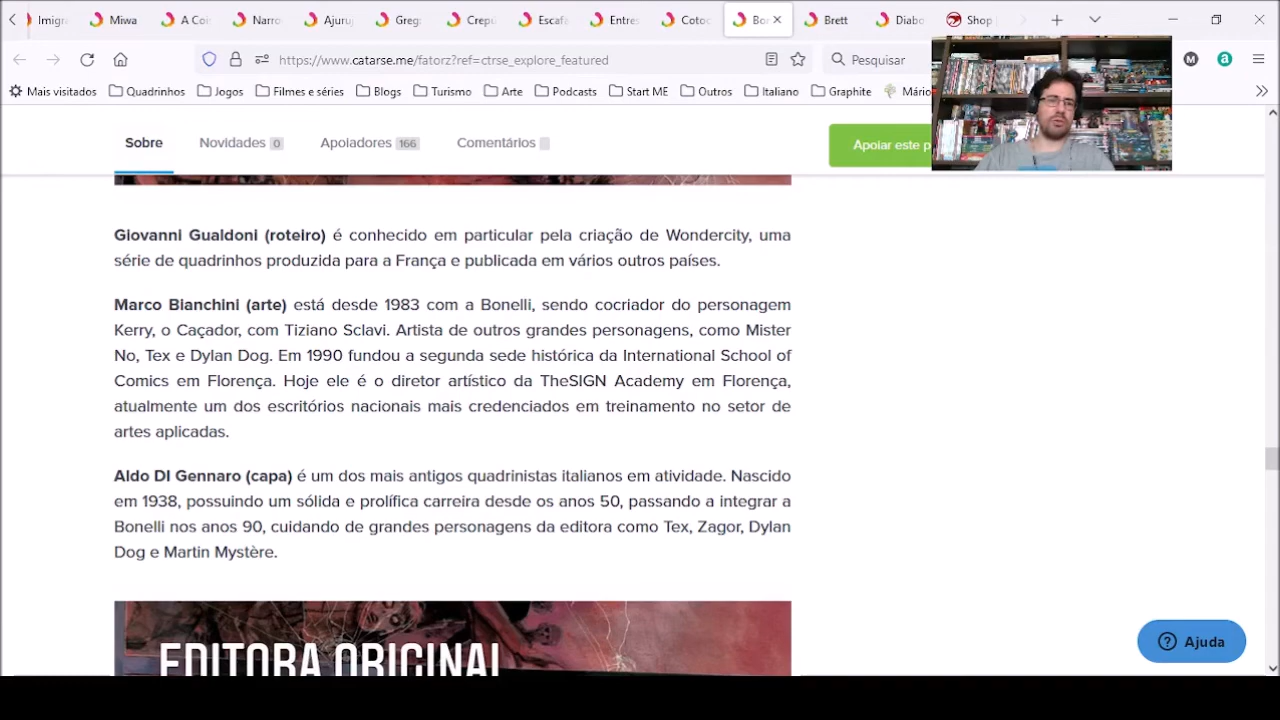 Imigr
Miwa
A Coi
Narro
Ajuru
Greg
Crepú
Escafa
Entres
Cotoc
Bo
Brett
Diabo
Shop
https://www.catarse.me/fatorz?ref=ctrse_explore_featured
Pesquisar
M
a
Mais visitados
Quadrinhos
Jogos
Filmes e séries
Blogs
Arte
Podcasts
Start ME
Outros
Italiano
Graphite
Mário
Sobre
Novidades 0
Apoiadores 166
Comentários
Apoiar este p
Giovanni Gualdoni (roteiro) é conhecido em particular pela criação de Wondercity, uma
série de quadrinhos produzida para a França e publicada em vários outros países.
Marco Bianchini (arte) está desde 1983 com a Bonelli, sendo cocriador do personagem
Kerry, o Caçador, com Tiziano Sclavi. Artista de outros grandes personagens, como Mister
No, Tex e Dylan Dog. Em 1990 fundou a segunda sede histórica da International School of
Comics em Florença. Hoje ele é o diretor artístico da TheSIGN Academy em Florença,
atualmente um dos escritórios nacionais mais credenciados em treinamento no setor de
artes aplicadas.
Aldo DI Gennaro (capa) é um dos mais antigos quadrinistas italianos em atividade. Nascido
em 1938, possuindo um sólida e prolífica carreira desde os anos 50, passando a integrar a
Bonelli nos anos 90, cuidando de grandes personagens da editora como Tex, Zagor, Dylan
Dog e Martin Mystère.
EDITORA ORIGINAL
Ajuda